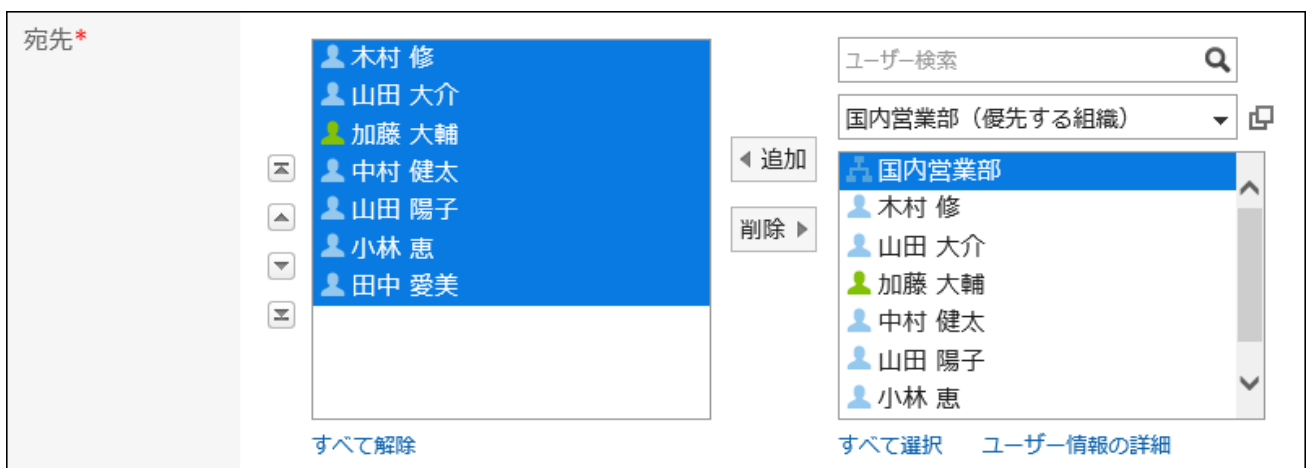 宛先*
木村 修
山田 大介
加藤 大輔
中村 健太
山田 陽子
小林 恵
田中 愛美
すべて解除
追加
削除
ユーザー検索
国内営業部（優先する組織）
国内営業部
木村 修
山田 大介
加藤 大輔
中村 健太
山田 陽子
小林 恵
すべて選択 ユーザー情報の詳細